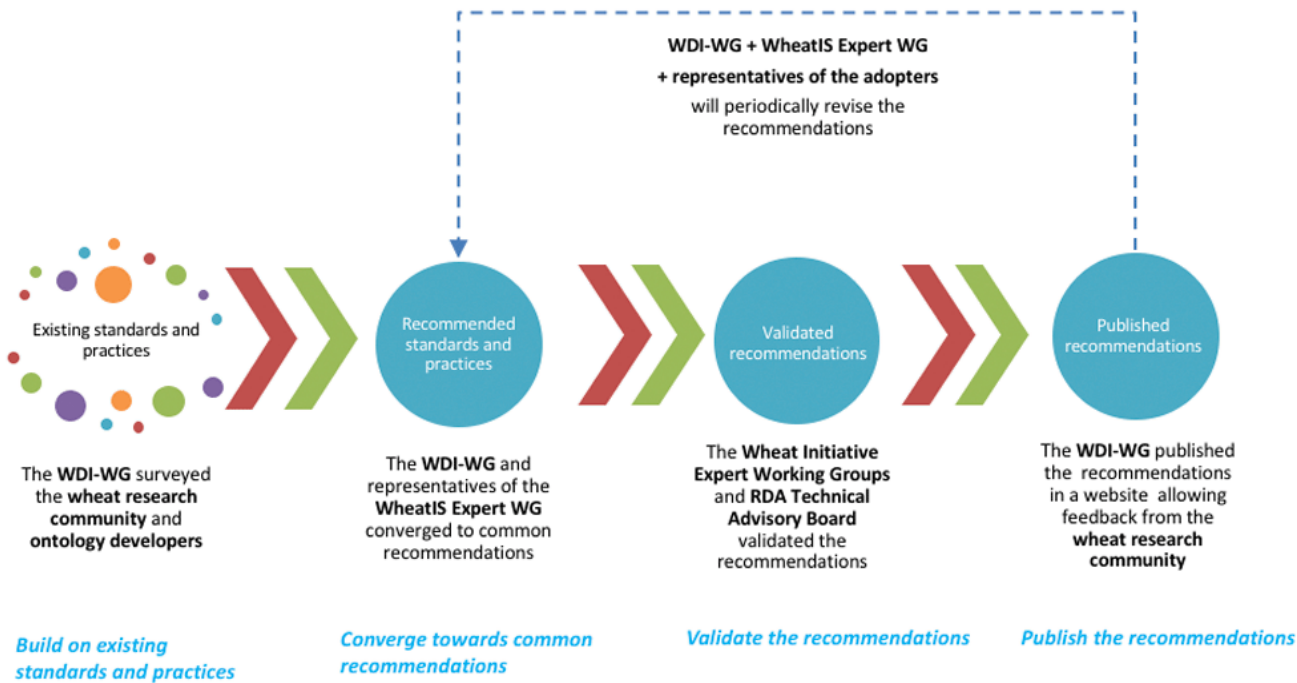 WDI-WG + WheatIS Expert WG
+ representatives of the adopters
will periodically revise the
recommendations
Existing standards and
practices
Recommended
standards and
practices
Validated
recommendations
Published
recommendations
The WDI-WG surveyed
the wheat research
community and
ontology developers
The WDI-WG and
representatives of the
WheatIS Expert WG
converged to common
recommendations
The Wheat Initiative
Expert Working Groups
and RDA Technical
Advisory Board
validated the
recommendations
The WDI-WG published
the recommendations
in a website allowing
feedback from the
wheat research
community
Build on existing
standards and practices
Converge towards common
recommendations
Validate the recommendations
Publish the recommendations